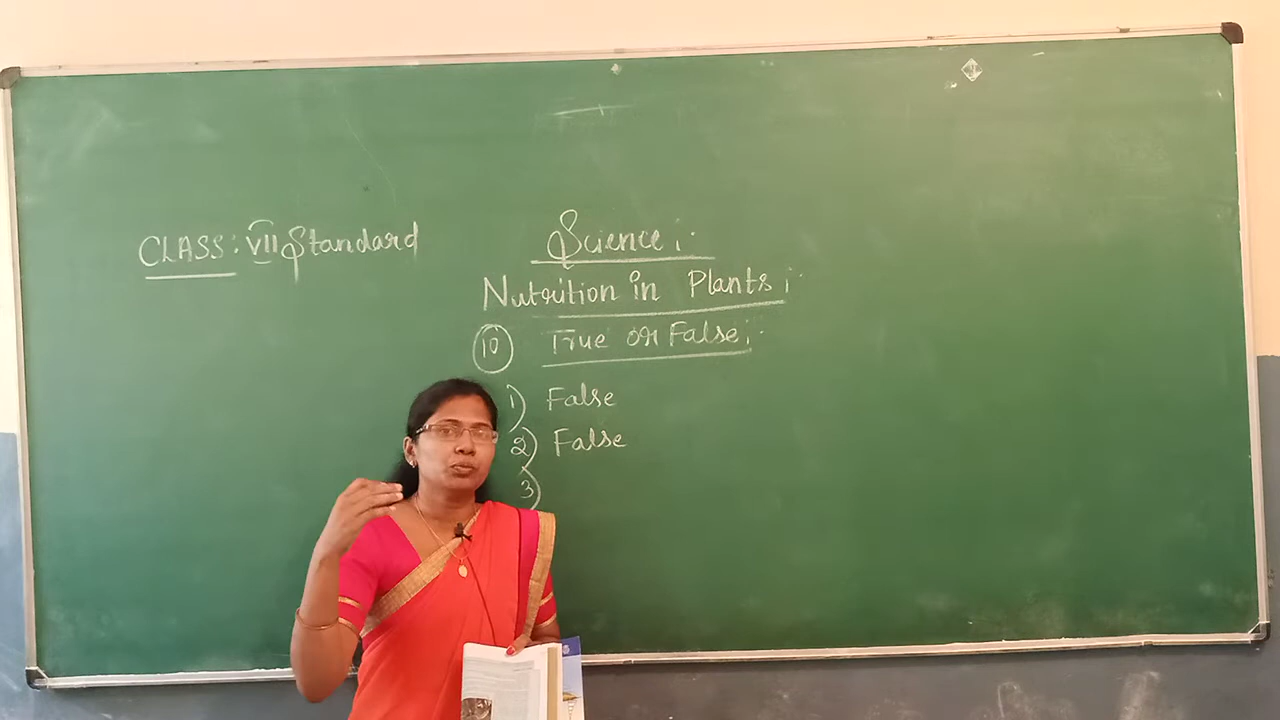 CLASS: VII Standard
Science:
Nutrition in Plants:
10 True or False:
1) False
2) False
3)